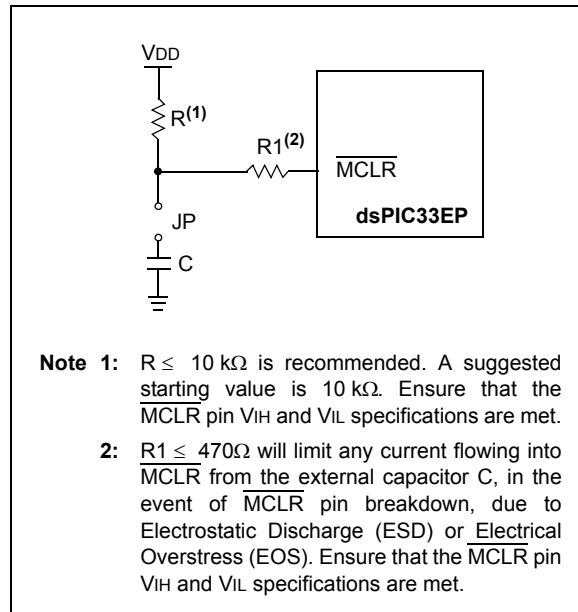 VDD
R(1)
R1(2)
MCLR
JP
dsPIC33EP
C
Note 1: R ≤ 10 kΩ is recommended. A suggested
starting value is 10 kΩ. Ensure that the
MCLR pin VIH and VIL specifications are met.
2: R1 ≤ 470Ω will limit any current flowing into
MCLR from the external capacitor C, in the
event of MCLR pin breakdown, due to
Electrostatic Discharge (ESD) or Electrical
Overstress (EOS). Ensure that the MCLR pin
VIH and VIL specifications are met.